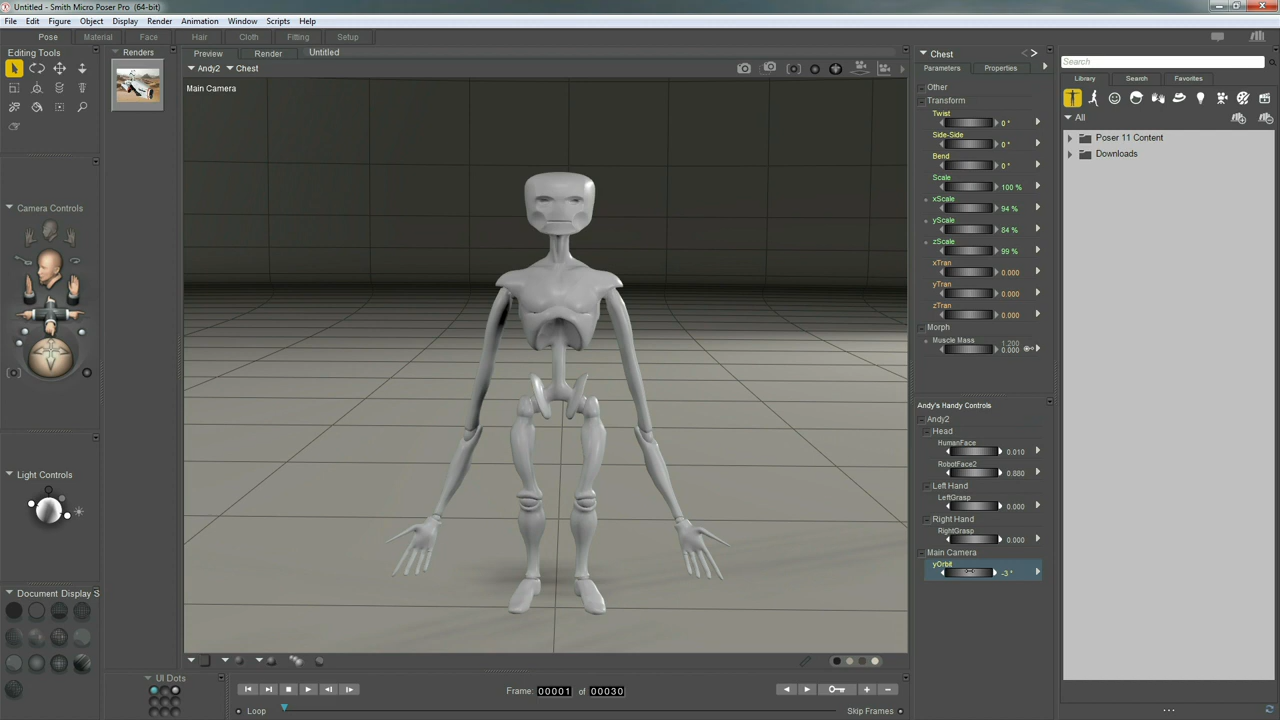 Untitled - Smith Micro Poser Pro (64-bit)
File Edit Figure Object Display Render Animation Window Scripts Help
Pose Material Face Hair Cloth Fitting Setup
Editing Tools
Renders
Preview Render Untitled
Andy2 Chest
Main Camera
Camera Controls
Light Controls
Document Display S
UI Dots
Frame: 00001 of 00030
Loop
Skip Frames
Chest
Parameters Properties
Other
Transform
Twist
0 °
Side-Side
0 °
Bend
0 °
Scale
100 %
xScale
94 %
yScale
84 %
zScale
99 %
xTran
0.000
yTran
0.000
zTran
0.000
Morph
Muscle Mass
1.200
0.000
Andy's Handy Controls
Andy2
Head
HumanFace
0.010
RobotFace2
0.880
Left Hand
LeftGrasp
0.000
Right Hand
RightGrasp
0.000
Main Camera
yOrbit
-3 °
Search
Library Search Favorites
All
Poser 11 Content
Downloads